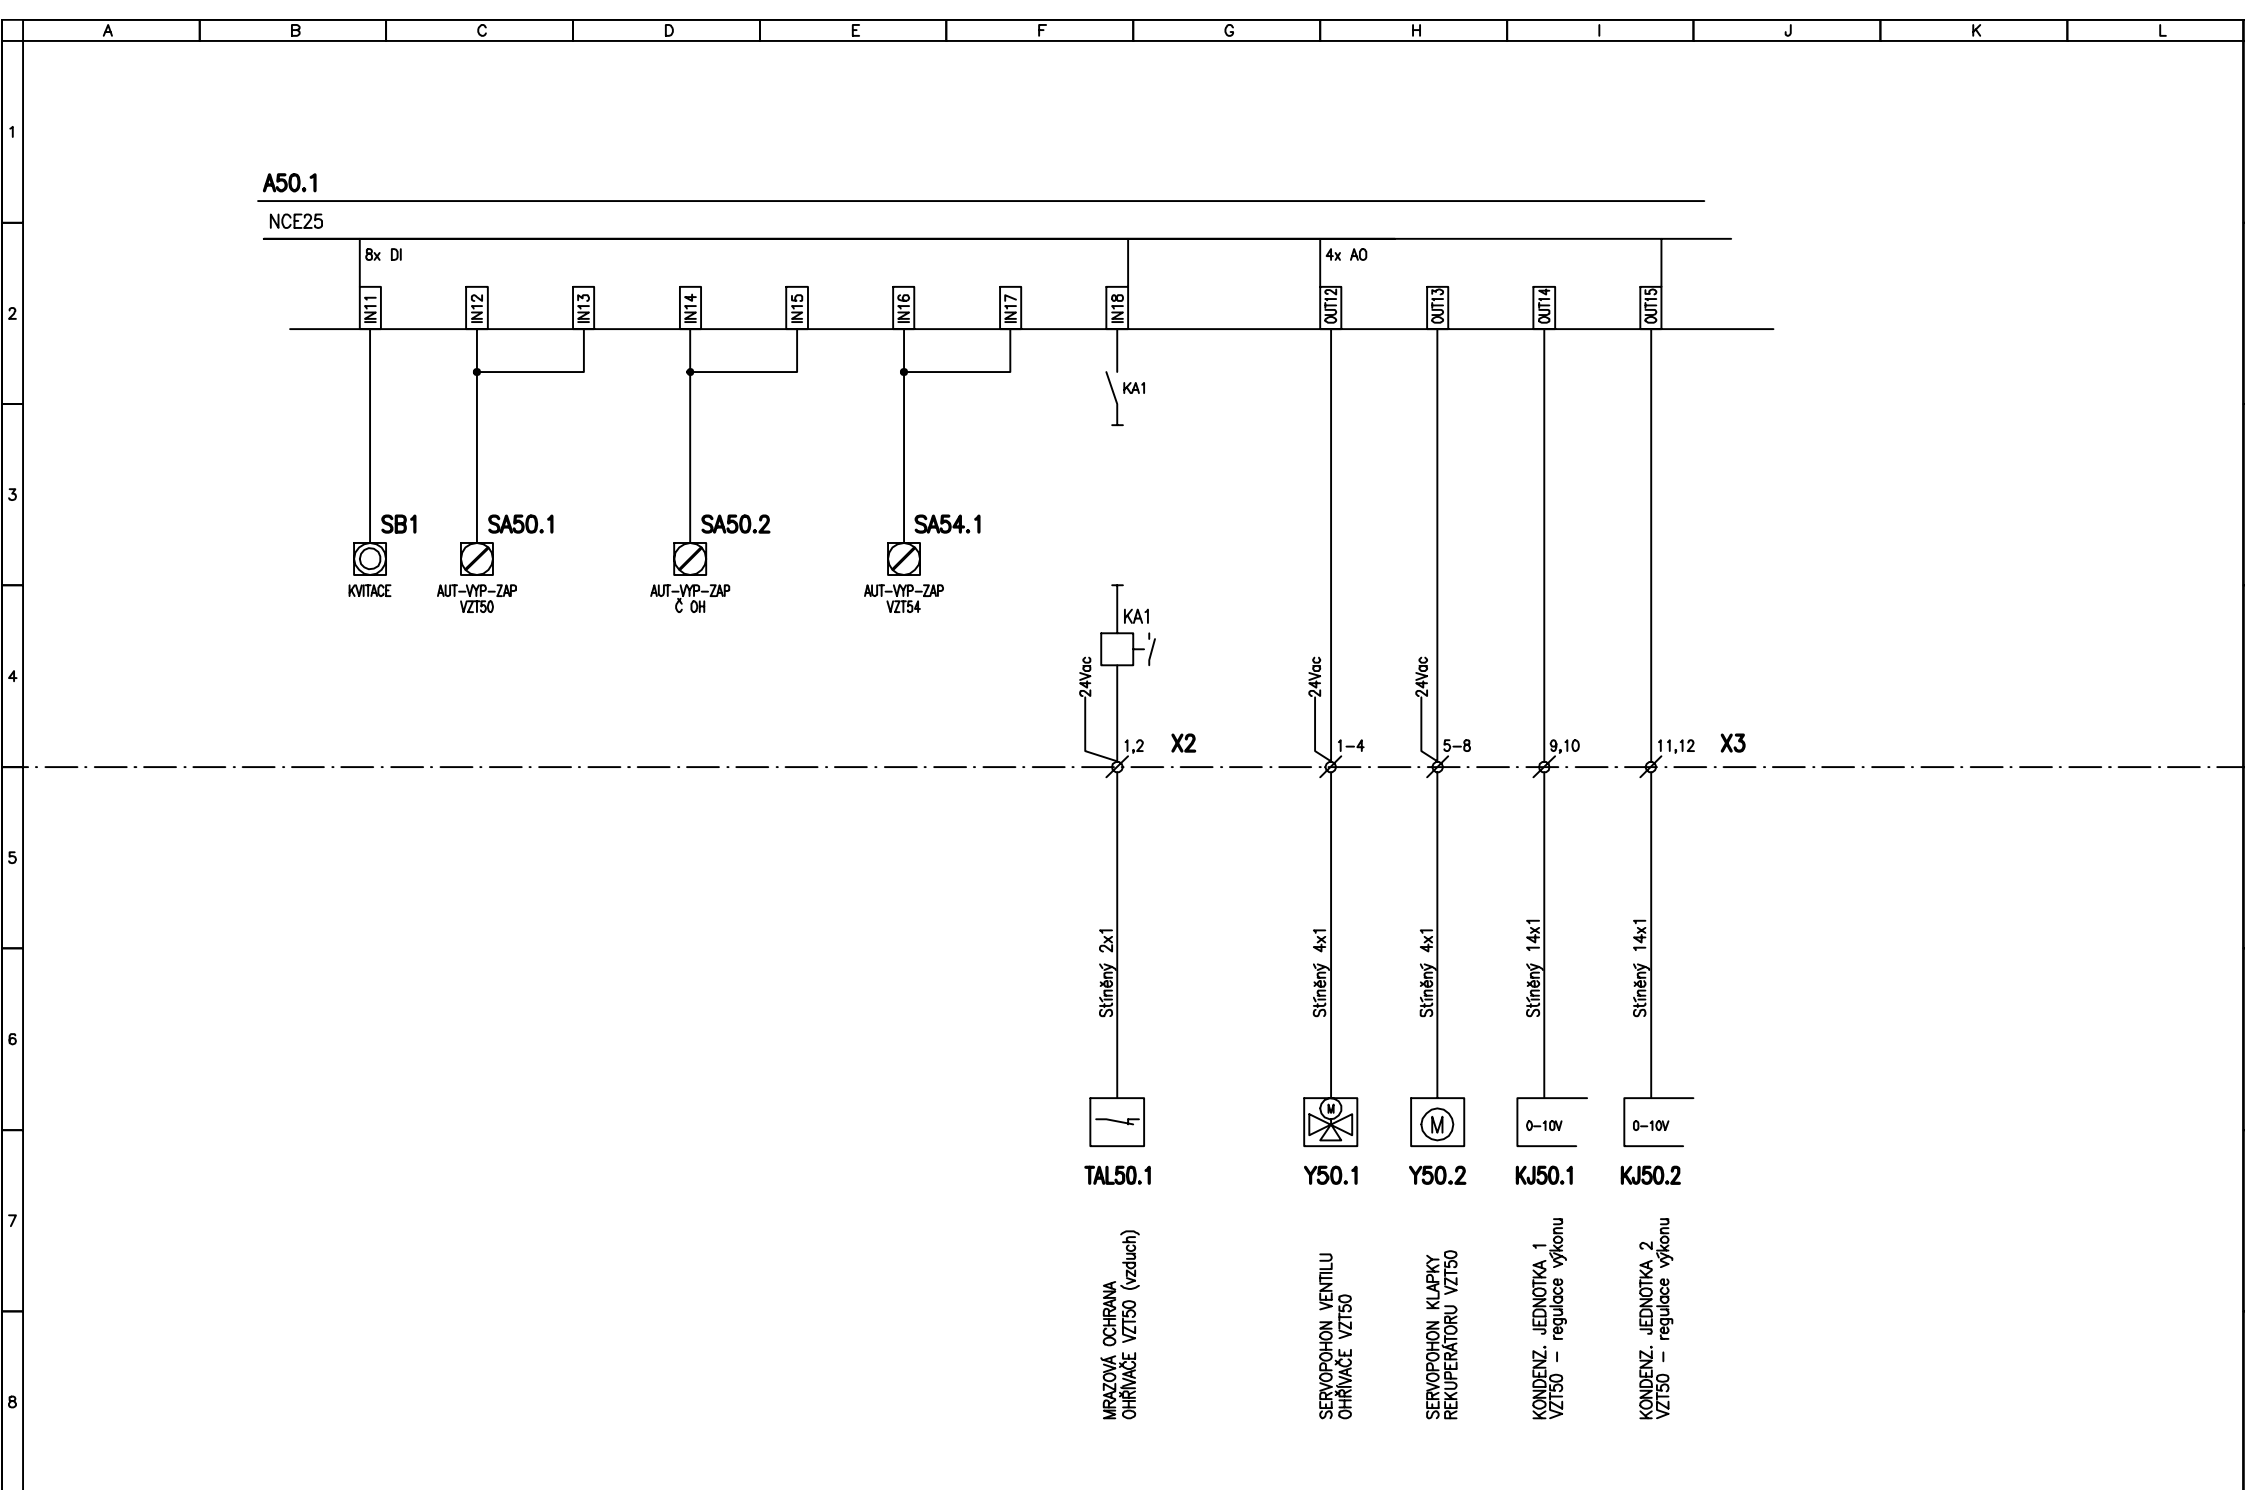 A
B
C
D
E
F
G
H
I
J
K
L
1
A50.1
NCE25
8x DI
4x AO
2
IN11
IN12
IN13
IN14
IN15
IN16
IN17
IN18
OUT12
OUT13
OUT14
OUT15
KA1
3
SB1
SA50.1
SA50.2
SA54.1
KVITACE
AUT-VYP-ZAP
VZT50
AUT-VYP-ZAP
Č OH
AUT-VYP-ZAP
VZT54
KA1
4
24Vac
24Vac
24Vac
1,2
X2
1-4
5-8
9,10
11,12
X3
5
Stíněný 2x1
Stíněný 4x1
Stíněný 4x1
Stíněný 14x1
Stíněný 14x1
6
M
M
0-10V
0-10V
TAL50.1
Y50.1
Y50.2
KJ50.1
KJ50.2
7
MRAZOVÁ OCHRANA
OHŘIVAČE VZT50 (vzduch)
SERVOPOHON VENTILU
OHŘÍVAČE VZT50
SERVOPOHON KLAPKY
REKUPERÁTORU VZT50
KONDENZ. JEDNOTKA 1
VZT50 - regulace výkonu
KONDENZ. JEDNOTKA 2
VZT50 - regulace výkonu
8